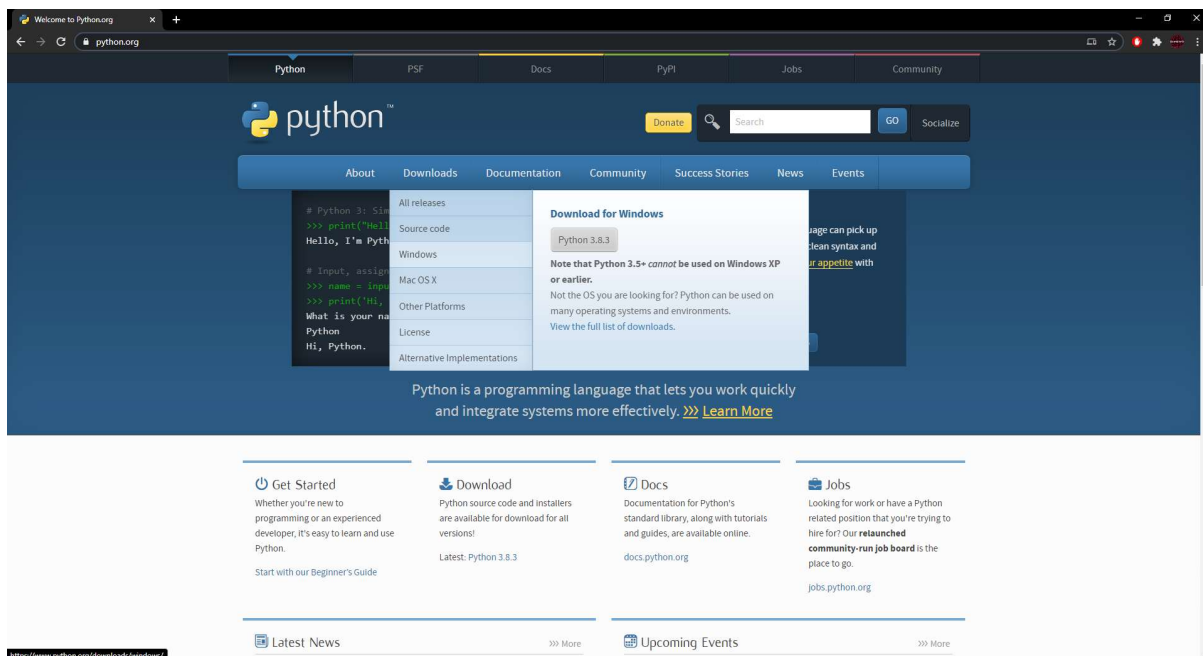 Welcome to Python.org
python.org
Python PSF Docs PyPI Jobs Community
python™
Donate Search GO Socialize
About Downloads Documentation Community Success Stories News Events
# Python 3: Sim
>>> print("Hell
Hello, I'm Pyth
# Input, assign
>>> name = inpu
>>> print('Hi,
What is your na
Python
Hi, Python.
All releases
Source code
Windows
Mac OS X
Other Platforms
License
Alternative Implementations
Download for Windows
Python 3.8.3
Note that Python 3.5+ cannot be used on Windows XP
or earlier.
Not the OS you are looking for? Python can be used on
many operating systems and environments.
View the full list of downloads.
uage can pick up
clean syntax and
ur appetite with
Python is a programming language that lets you work quickly
and integrate systems more effectively. >>> Learn More
Get Started
Whether you're new to
programming or an experienced
developer, it's easy to learn and use
Python.
Start with our Beginner's Guide
Download
Python source code and installers
are available for download for all
versions!
Latest: Python 3.8.3
Docs
Documentation for Python's
standard library, along with tutorials
and guides, are available online.
docs.python.org
Jobs
Looking for work or have a Python
related position that you're trying to
hire for? Our relaunched
community-run job board is the
place to go.
jobs.python.org
Latest News >>> More
Upcoming Events >>> More
https://www.python.org/downloads/windows/